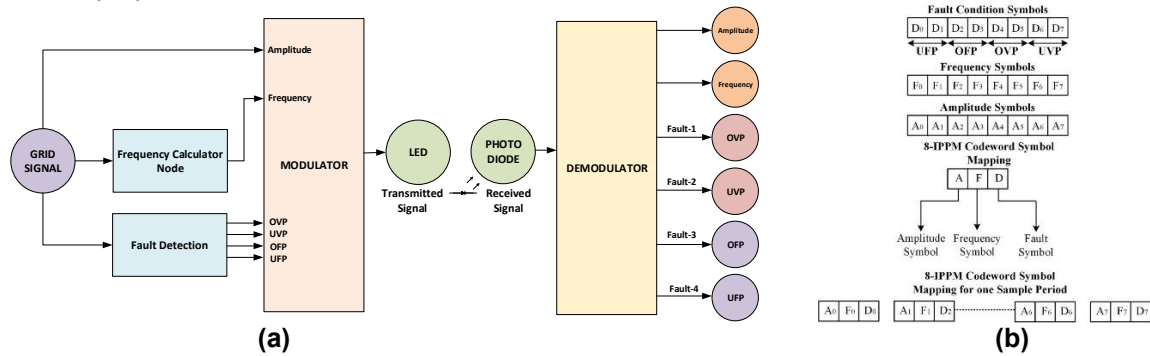 Amplitude
Frequency
GRID
SIGNAL
Frequency Calculator
Node
Fault Detection
OVP
UVP
OFP
UFP
MODULATOR
LED
Transmitted
Signal
PHOTO
DIODE
Received
Signal
DEMODULATOR
Fault-1
Fault-2
Fault-3
Fault-4
Amplitude
Frequency
OVP
UVP
OFP
UFP
(a)
Fault Condition Symbols
D0 D1 D2 D3 D4 D5 D6 D7
UFP OFP OVP UVP
Frequency Symbols
F0 F1 F2 F3 F4 F5 F6 F7
Amplitude Symbols
A0 A1 A2 A3 A4 A5 A6 A7
8-IPPM Codeword Symbol
Mapping
A F D
Amplitude
Symbol
Frequency
Symbol
Fault
Symbol
8-IPPM Codeword Symbol
Mapping for one Sample Period
A0 F0 D0 A1 F1 D2 A6 F6 D6 A7 F7 D7
(b)